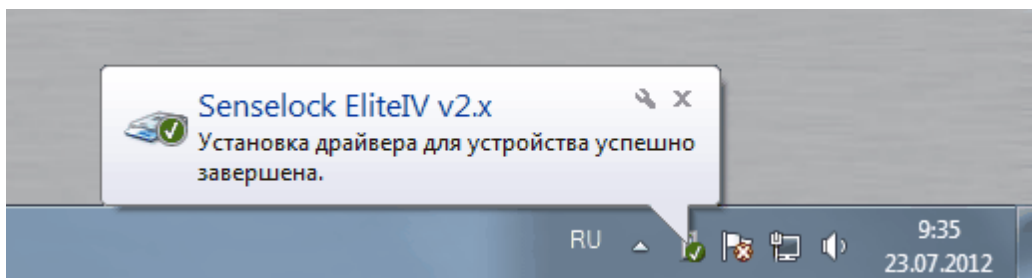 Senselock EliteIV v2.x
Установка драйвера для устройства успешно
завершена.
RU
9:35
23.07.2012